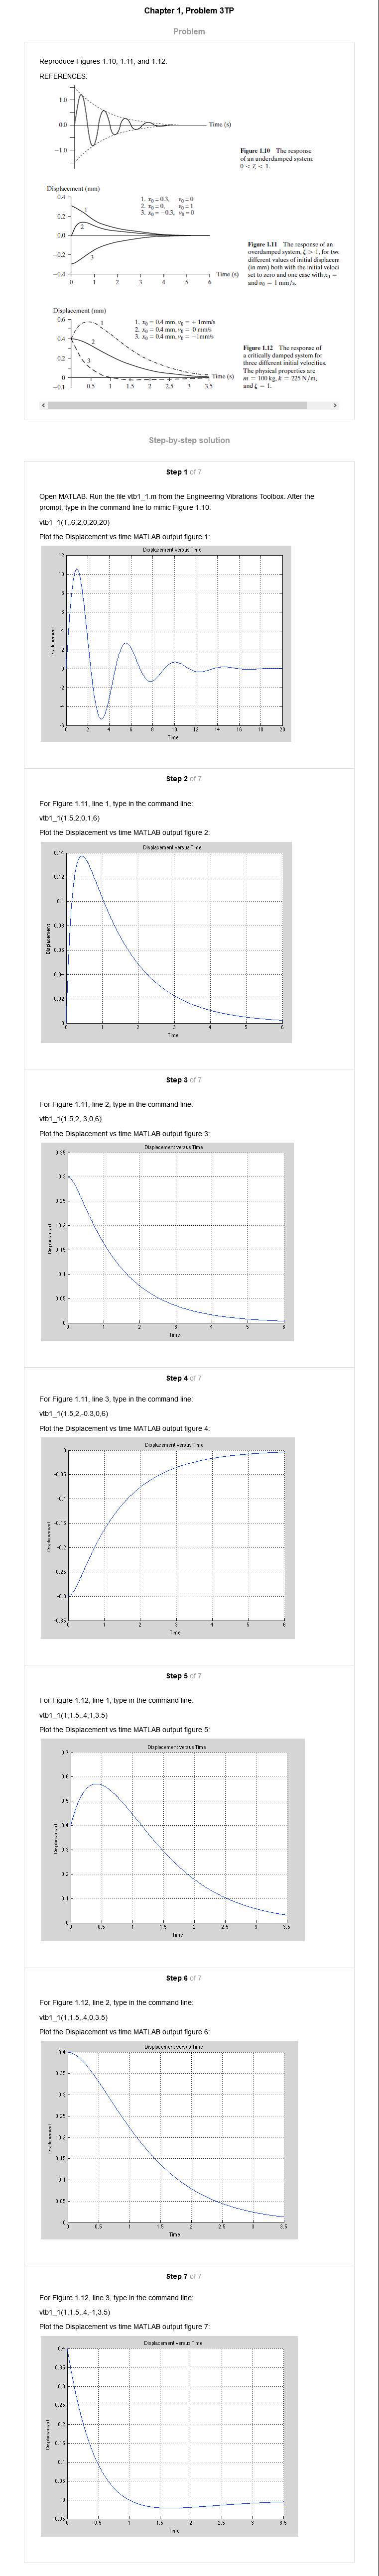 Chapter 1, Problem 3TP
Problem
Reproduce Figures 1.10, 1.11, and 1.12.
REFERENCES:
1.0
0.0
−1.0
Time (s)
Figure 1.10 The response
of an underdamped system:
0 < ζ < 1.
Displacement (mm)
0.4
0.2
0.0
−0.2
−0.4
1
2
3
1. x0 = 0.3, v0 = 0
2. x0 = 0, v0 = 1
3. x0 = −0.3, v0 = 0
0 1 2 3 4 5 6 Time (s)
Figure 1.11 The response of an
overdamped system, ζ > 1, for two
different values of initial displacem
(in mm) both with the initial veloci
set to zero and one case with x0 =
and v0 = 1 mm/s.
Displacement (mm)
0.6
0.4
0.2
0
−0.1
1
2
3
1. x0 = 0.4 mm, v0 = + 1mm/s
2. x0 = 0.4 mm, v0 = 0 mm/s
3. x0 = 0.4 mm, v0 = −1mm/s
Time (s)
0.5 1 1.5 2 2.5 3 3.5
Figure 1.12 The response of
a critically damped system for
three different initial velocities.
The physical properties are
m = 100 kg, k = 225 N/m,
and ζ = 1.
Step-by-step solution
Step 1 of 7
Open MATLAB. Run the file vtb1_1.m from the Engineering Vibrations Toolbox. After the
prompt, type in the command line to mimic Figure 1.10:
vtb1_1(1,.6,2,0,20,20)
Plot the Displacement vs time MATLAB output figure 1:
Displacement versus Time
12
10
8
6
4
2
0
-2
-4
-6
Displacement
0 2 4 6 8 10 12 14 16 18 20
Time
Step 2 of 7
For Figure 1.11, line 1, type in the command line:
vtb1_1(1.5,2,0,1,6)
Plot the Displacement vs time MATLAB output figure 2:
Displacement versus Time
0.14
0.12
0.1
0.08
0.06
0.04
0.02
0
Displacement
0 1 2 3 4 5 6
Time
Step 3 of 7
For Figure 1.11, line 2, type in the command line:
vtb1_1(1.5,2,.3,0,6)
Plot the Displacement vs time MATLAB output figure 3:
Displacement versus Time
0.35
0.3
0.25
0.2
0.15
0.1
0.05
0
Displacement
0 1 2 3 4 5 6
Time
Step 4 of 7
For Figure 1.11, line 3, type in the command line:
vtb1_1(1.5,2,-0.3,0,6)
Plot the Displacement vs time MATLAB output figure 4:
Displacement versus Time
0
-0.05
-0.1
-0.15
-0.2
-0.25
-0.3
-0.35
Displacement
0 1 2 3 4 5 6
Time
Step 5 of 7
For Figure 1.12, line 1, type in the command line:
vtb1_1(1,1.5,.4,1,3.5)
Plot the Displacement vs time MATLAB output figure 5:
Displacement versus Time
0.7
0.6
0.5
0.4
0.3
0.2
0.1
0
Displacement
0 0.5 1 1.5 2 2.5 3 3.5
Time
Step 6 of 7
For Figure 1.12, line 2, type in the command line:
vtb1_1(1,1.5,.4,0,3.5)
Plot the Displacement vs time MATLAB output figure 6:
Displacement versus Time
0.4
0.35
0.3
0.25
0.2
0.15
0.1
0.05
0
Displacement
0 0.5 1 1.5 2 2.5 3 3.5
Time
Step 7 of 7
For Figure 1.12, line 3, type in the command line:
vtb1_1(1,1.5,.4,-1,3.5)
Plot the Displacement vs time MATLAB output figure 7:
Displacement versus Time
0.4
0.35
0.3
0.25
0.2
0.15
0.1
0.05
0
-0.05
Displacement
0 0.5 1 1.5 2 2.5 3 3.5
Time